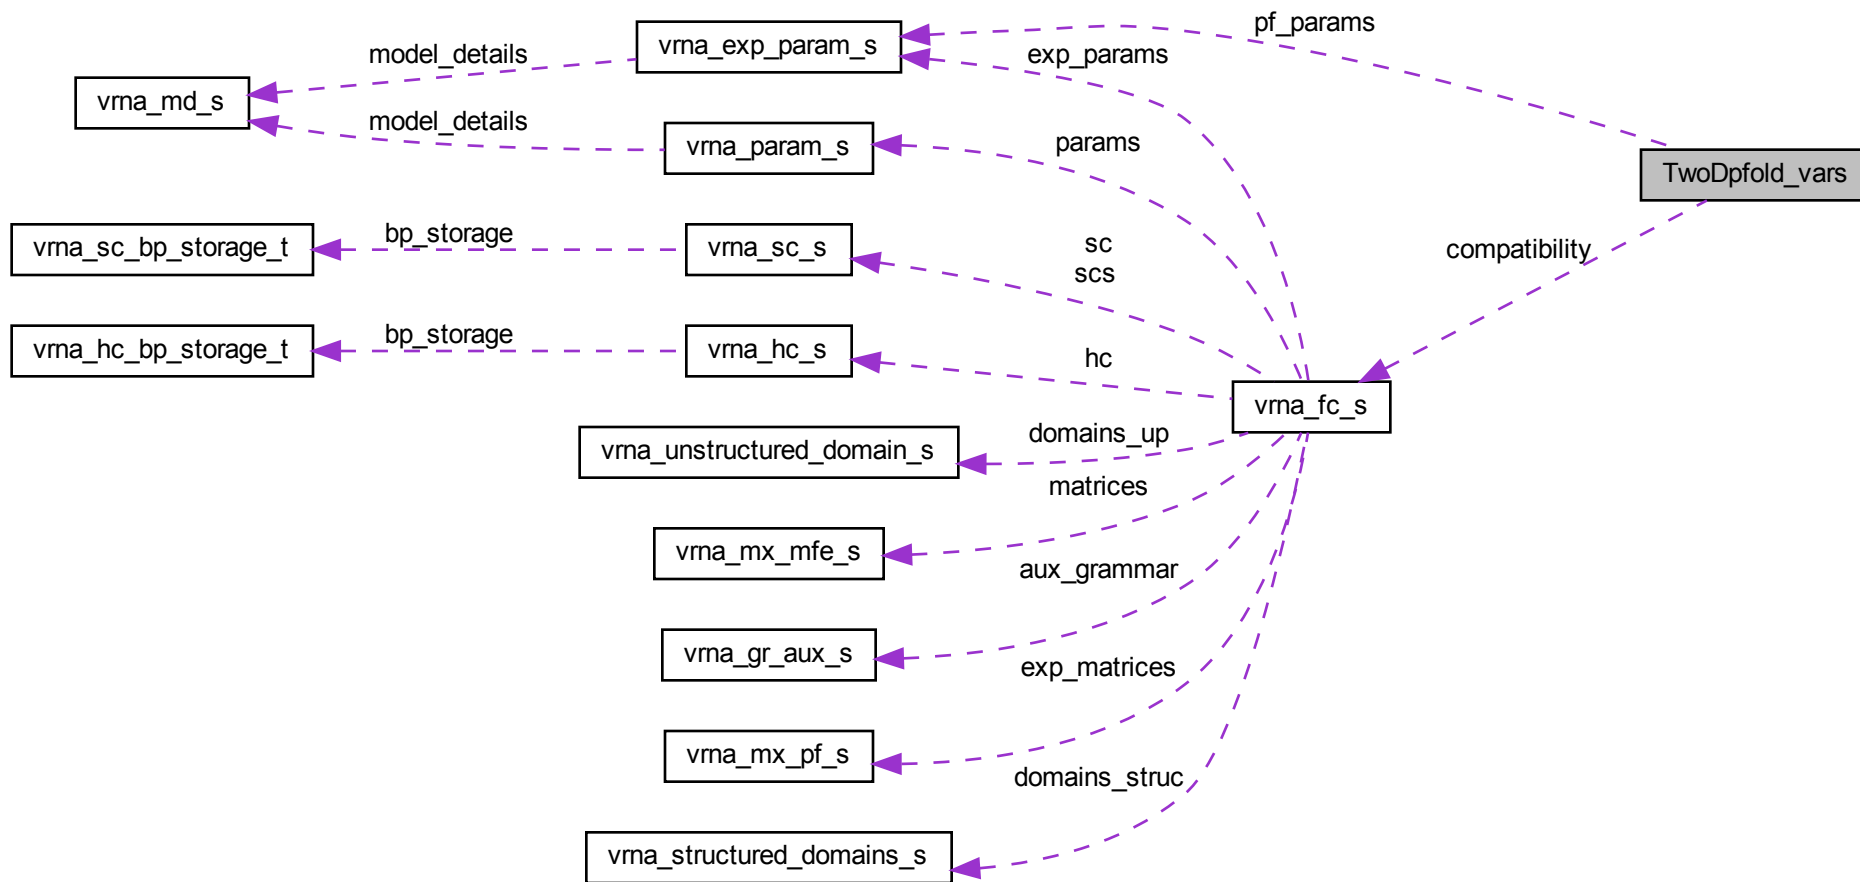 pf_params
vrna_exp_param_s
exp_params
model_details
vrna_md_s
model_details
vrna_param_s
params
TwoDpfold_vars
vrna_sc_bp_storage_t
bp_storage
vrna_sc_s
sc
scs
compatibility
vrna_hc_bp_storage_t
bp_storage
vrna_hc_s
hc
vrna_fc_s
vrna_unstructured_domain_s
domains_up
matrices
vrna_mx_mfe_s
aux_grammar
vrna_gr_aux_s
exp_matrices
vrna_mx_pf_s
domains_struc
vrna_structured_domains_s